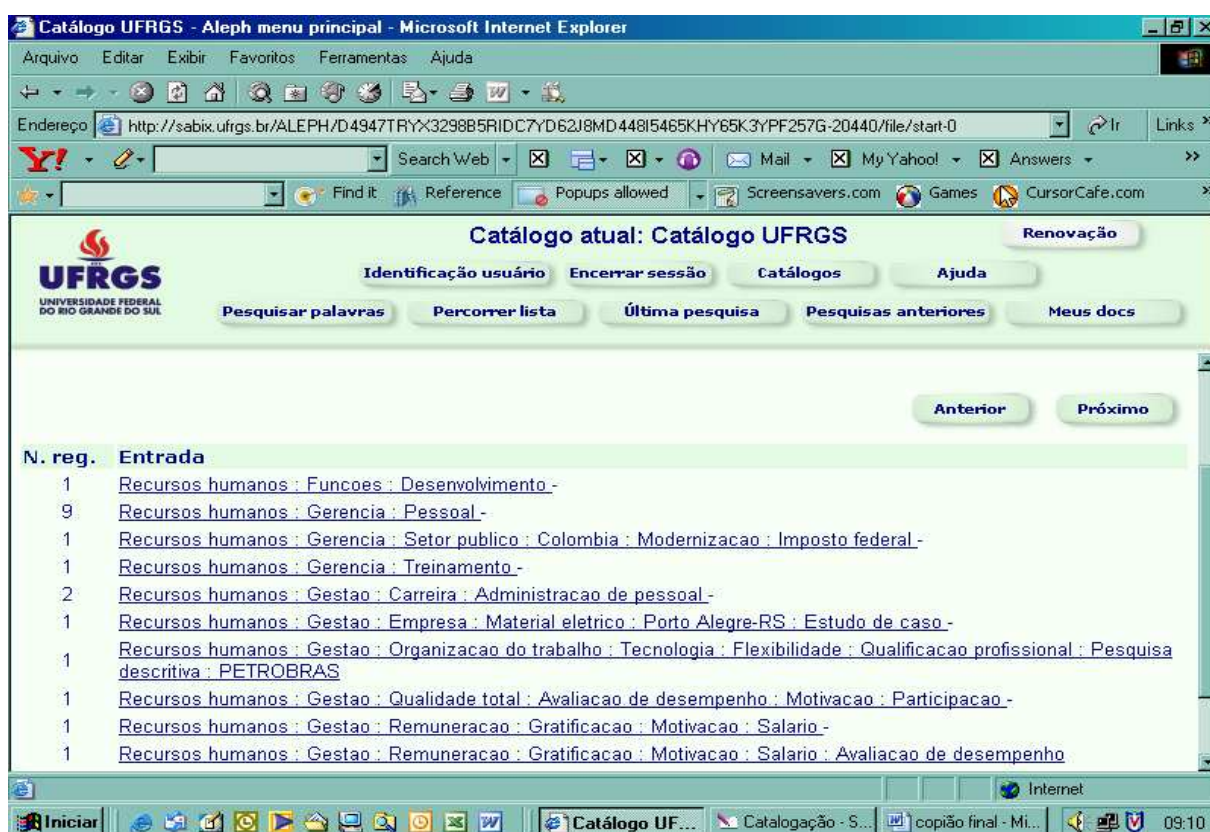 Catálogo UFRGS - Aleph menu principal - Microsoft Internet Explorer
Arquivo Editar Exibir Favoritos Ferramentas Ajuda
Endereço http://sabix.ufrgs.br/ALEPH/D4947TRYX3298B5RIDC7YD62J8MD448I5465KHY65K3YPF257G-20440/file/start-0 Ir Links »
Y! Search Web Mail My Yahoo! Answers »
Find it Reference Popups allowed Screensavers.com Games CursorCafe.com »
Catálogo atual: Catálogo UFRGS Renovação
UFRGS
UNIVERSIDADE FEDERAL
DO RIO GRANDE DO SUL
Identificação usuário Encerrar sessão Catálogos Ajuda
Pesquisar palavras Percorrer lista Última pesquisa Pesquisas anteriores Meus docs
Anterior Próximo
N. reg. Entrada
1 Recursos humanos : Funcoes : Desenvolvimento -
9 Recursos humanos : Gerencia : Pessoal -
1 Recursos humanos : Gerencia : Setor publico : Colombia : Modernizacao : Imposto federal -
1 Recursos humanos : Gerencia : Treinamento -
2 Recursos humanos : Gestao : Carreira : Administracao de pessoal -
1 Recursos humanos : Gestao : Empresa : Material eletrico : Porto Alegre-RS : Estudo de caso -
1 Recursos humanos : Gestao : Organizacao do trabalho : Tecnologia : Flexibilidade : Qualificacao profissional : Pesquisa
descritiva : PETROBRAS
1 Recursos humanos : Gestao : Qualidade total : Avaliacao de desempenho : Motivacao : Participacao -
1 Recursos humanos : Gestao : Remuneracao : Gratificacao : Motivacao : Salario -
1 Recursos humanos : Gestao : Remuneracao : Gratificacao : Motivacao : Salario : Avaliacao de desempenho
Internet
Iniciar Catálogo UF... Catalogação - S... copião final - Mi... 09:10